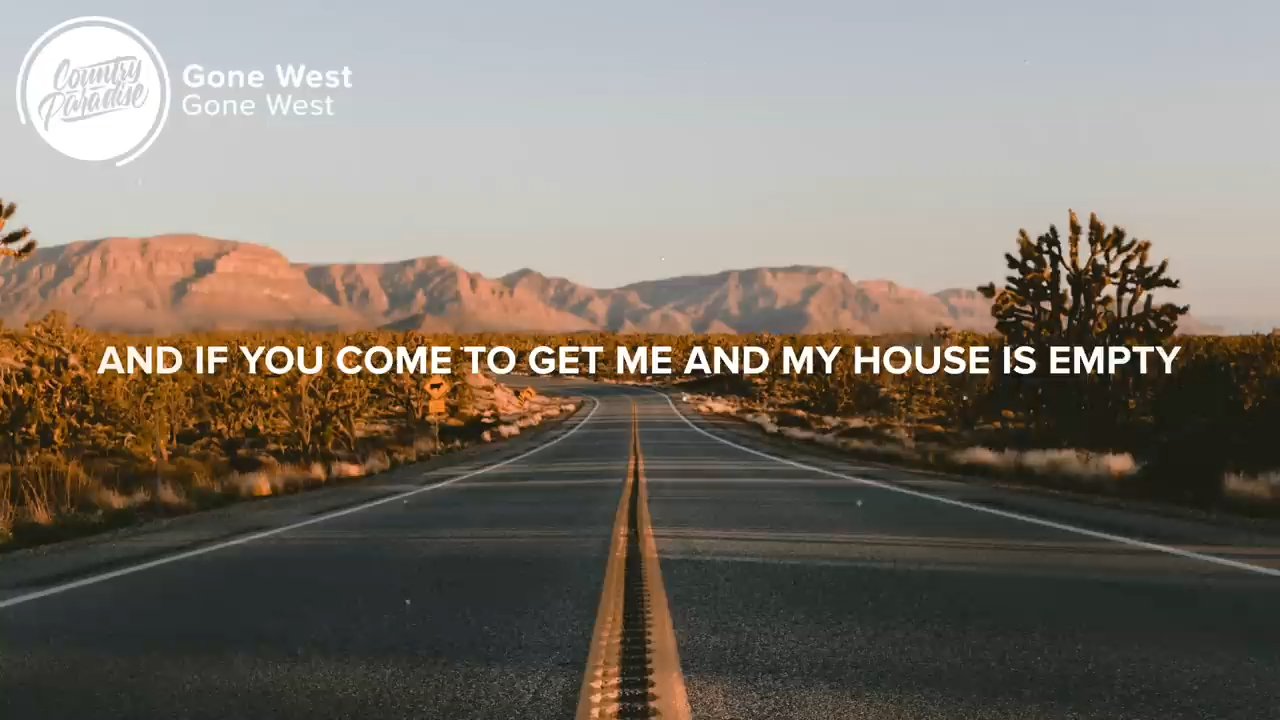 Country
Paradise
Gone West
Gone West
AND IF YOU COME TO GET ME AND MY HOUSE IS EMPTY